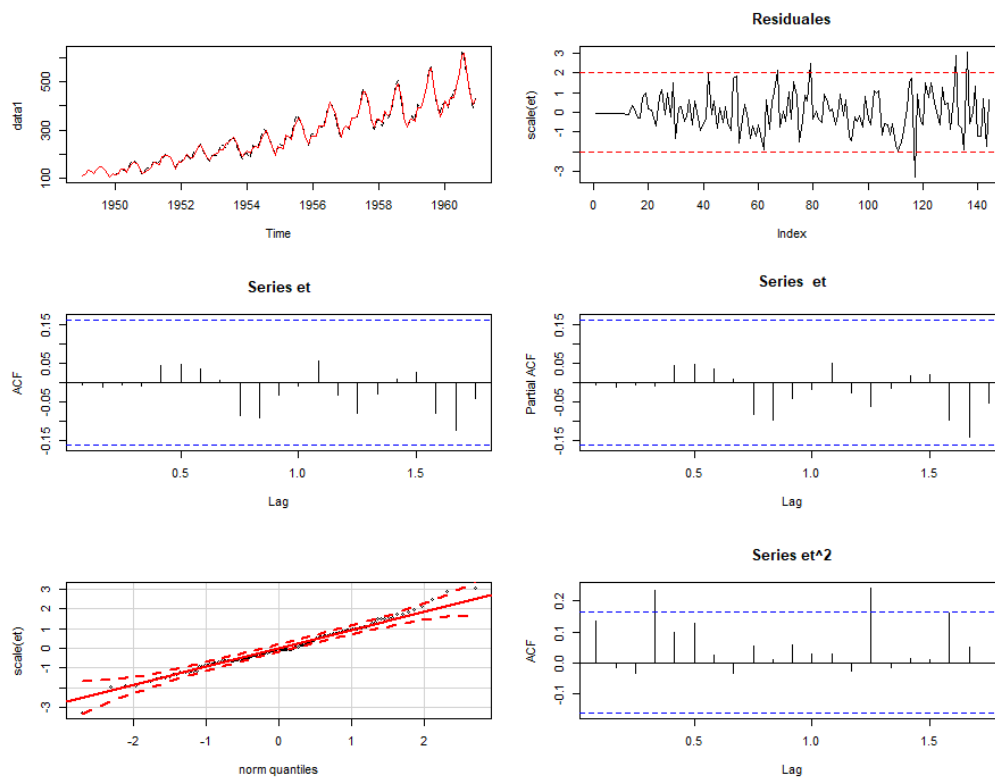 data1
100 300 500
1950 1952 1954 1956 1958 1960
Time
Residuales
scale(et)
-3 -1 0 1 2 3
0 20 40 60 80 100 120 140
Index
Series et
ACF
-0.15 -0.05 0.05 0.15
0.5 1.0 1.5
Lag
Series et
Partial ACF
-0.15 -0.05 0.05 0.15
0.5 1.0 1.5
Lag
scale(et)
-3 -1 0 1 2 3
-2 -1 0 1 2
norm quantiles
Series et^2
ACF
-0.1 0.0 0.1 0.2
0.5 1.0 1.5
Lag